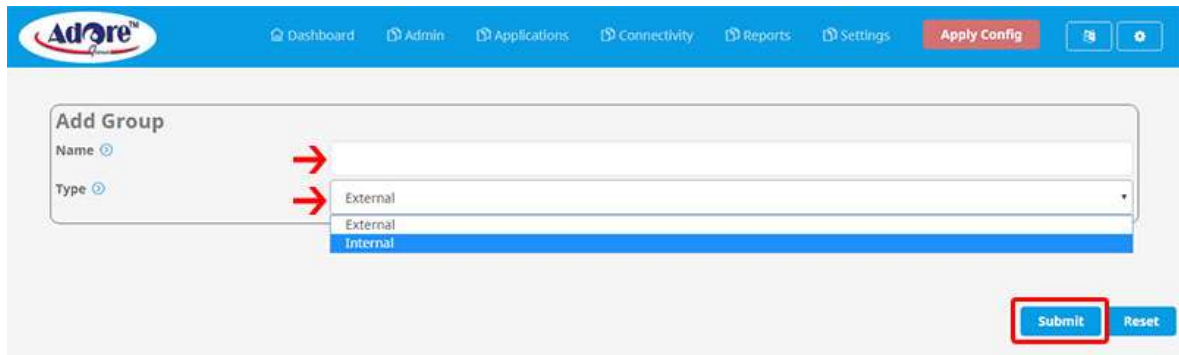 Adore™
Dashboard Admin Applications Connectivity Reports Settings Apply Config
Add Group
Name
Type
External
External
Internal
Submit Reset